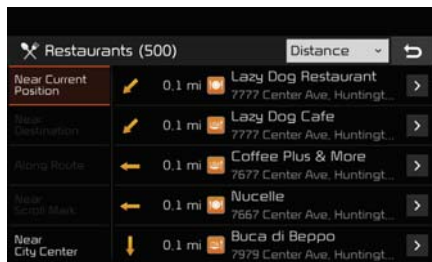 Restaurants (500)
Distance
Near Current
Position
0.1 mi
Lazy Dog Restaurant
7777 Center Ave, Huntingt...
Near
Destination
0.1 mi
Lazy Dog Cafe
7777 Center Ave, Huntingt...
Along Route
0.1 mi
Coffee Plus & More
7677 Center Ave, Huntingt...
Near
Scroll Mark
0.1 mi
Nucelle
7667 Center Ave, Huntingt...
Near
City Center
0.1 mi
Buca di Beppo
7979 Center Ave, Huntingt...